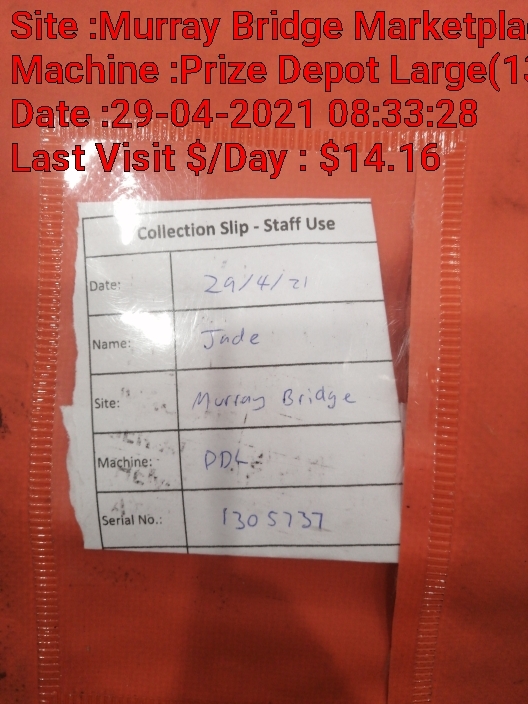 Site :Murray Bridge Marketpla
Machine :Prize Depot Large(13
Date :29-04-2021 08:33:28
Last Visit $/Day : $14.16
Collection Slip - Staff Use
Date: 29/4/21
Name: Jade
Site: Murray Bridge
Machine: PDL
Serial No.: 1305737